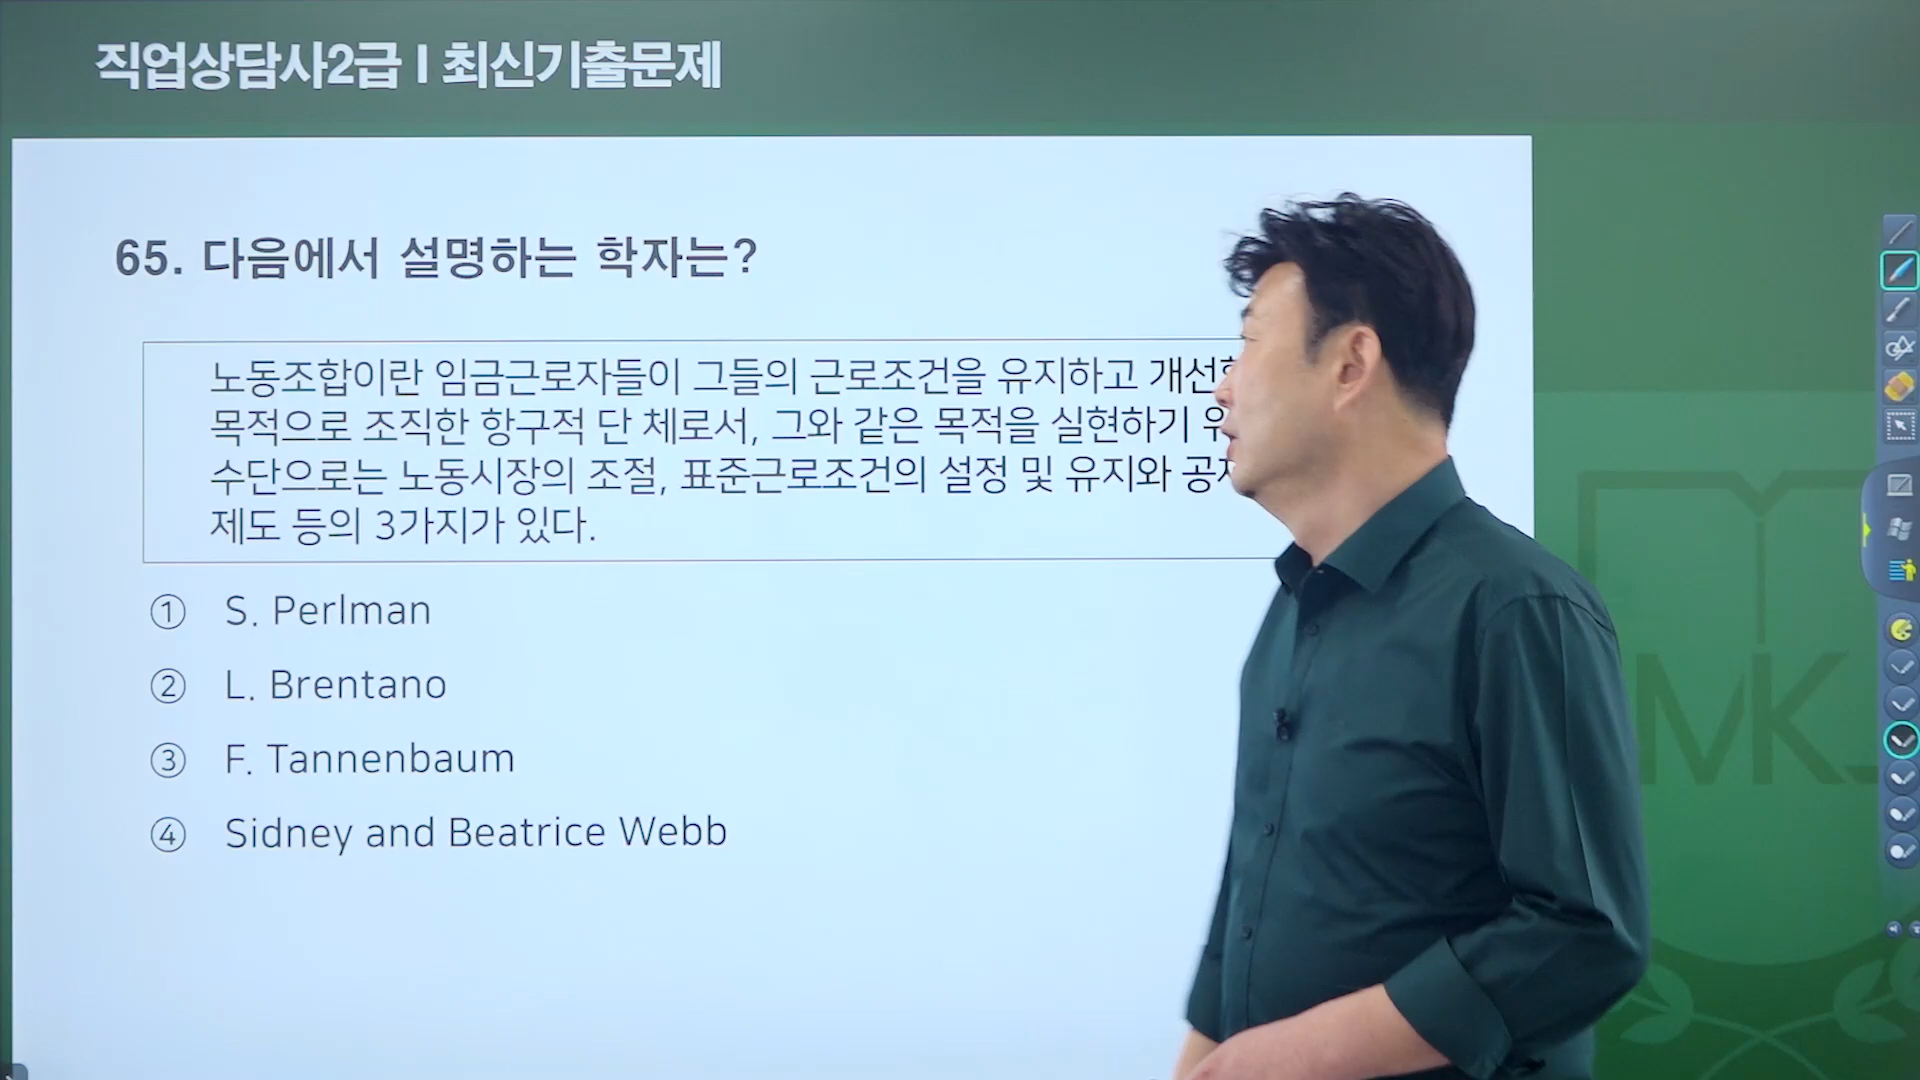 직업상담사2급 | 최신기출문제
65. 다음에서 설명하는 학자는?
노동조합이란 임금근로자들이 그들의 근로조건을 유지하고
목적으로 조직한 항구적 단 체로서, 그와 같은 목적을 실현하기
수단으로는 노동시장의 조절, 표준근로조건의 설정 및 유지와
제도 등의 3가지가 있다.
① S. Perlman
② L. Brentano
③ F. Tannenbaum
④ Sidney and Beatrice Webb
MK